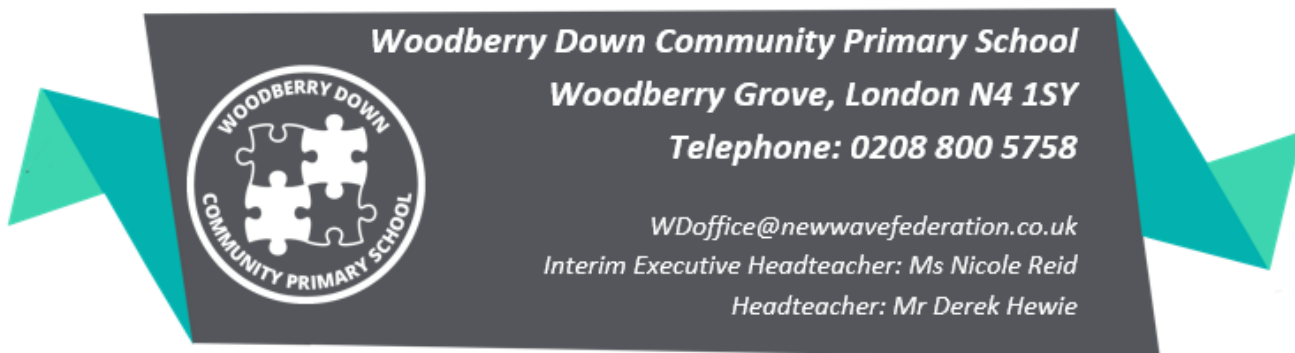 Woodberry Down Community Primary School
Woodberry Grove, London N4 1SY
Telephone: 0208 800 5758
WOODBERRY DOWN
COMMUNITY PRIMARY SCHOOL
WDoffice@newwavefederation.co.uk
Interim Executive Headteacher: Ms Nicole Reid
Headteacher: Mr Derek Hewie